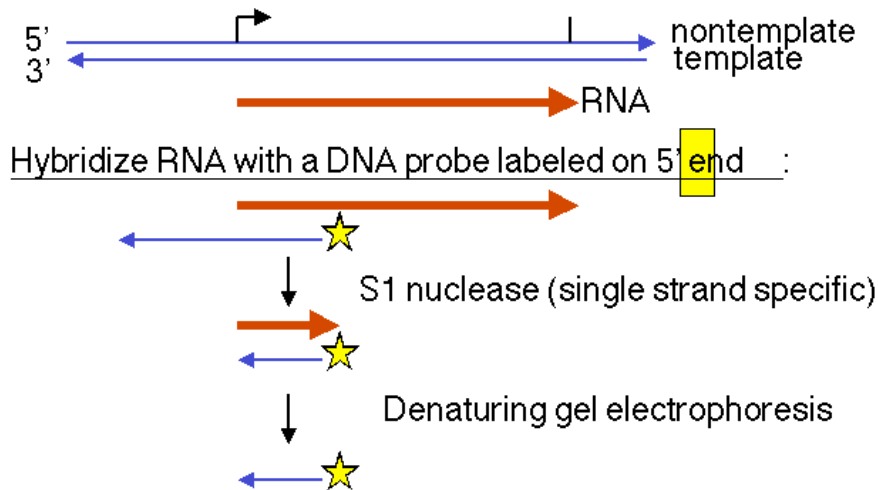 5’ nontemplate
3’ template
RNA
Hybridize RNA with a DNA probe labeled on 5’ end :
S1 nuclease (single strand specific)
Denaturing gel electrophoresis